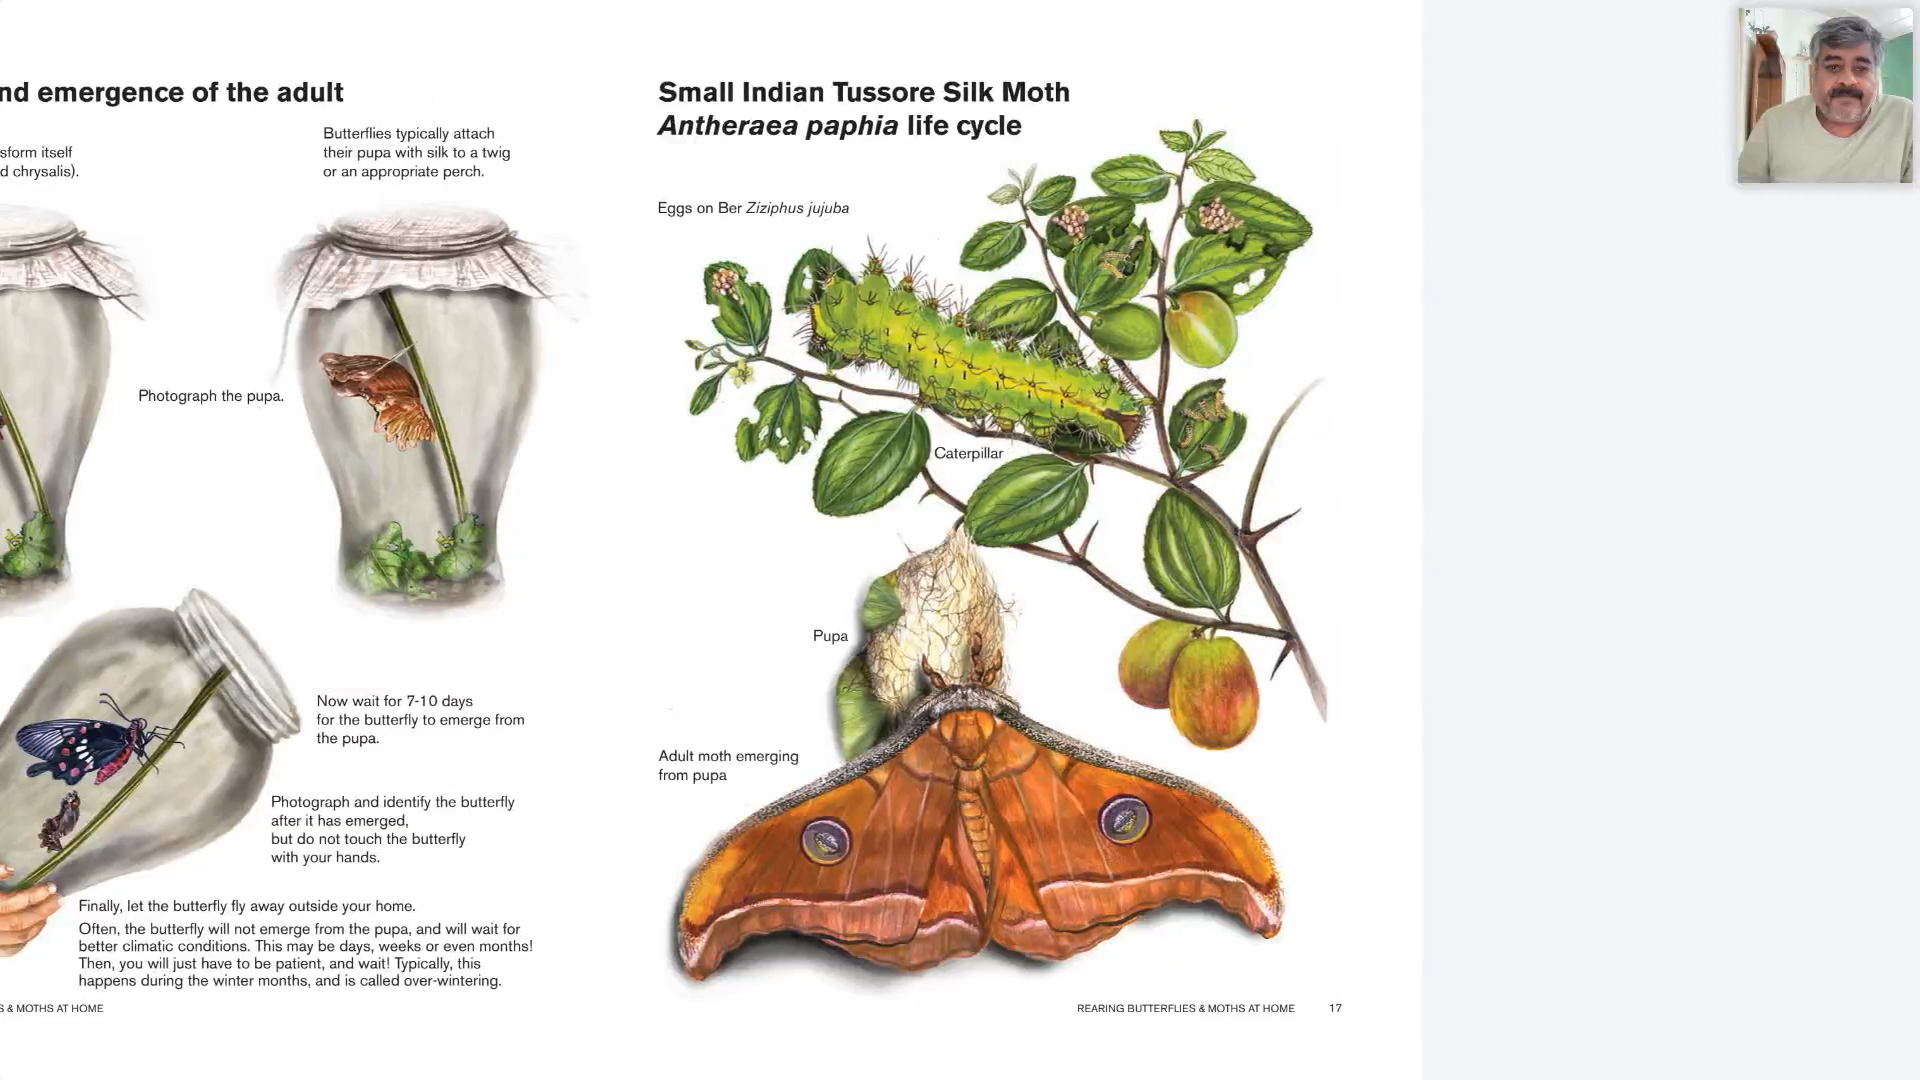 nd emergence of the adult
sform itself
d chrysalis).
Butterflies typically attach
their pupa with silk to a twig
or an appropriate perch.
Photograph the pupa.
Now wait for 7-10 days
for the butterfly to emerge from
the pupa.
Photograph and identify the butterfly
after it has emerged,
but do not touch the butterfly
with your hands.
Finally, let the butterfly fly away outside your home.
Often, the butterfly will not emerge from the pupa, and will wait for
better climatic conditions. This may be days, weeks or even months!
Then, you will just have to be patient, and wait! Typically, this
happens during the winter months, and is called over-wintering.
S & MOTHS AT HOME
Small Indian Tussore Silk Moth
Antheraea paphia life cycle
Eggs on Ber Ziziphus jujuba
Caterpillar
Pupa
Adult moth emerging
from pupa
REARING BUTTERFLIES & MOTHS AT HOME 17